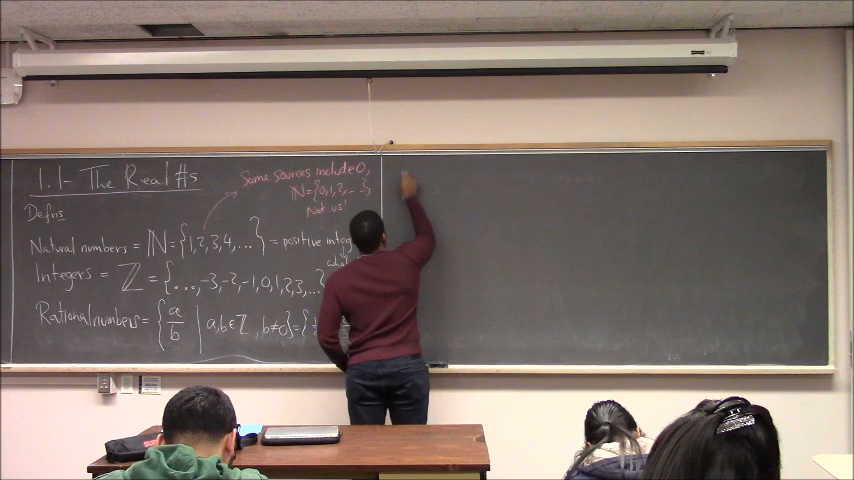 1.1- The Real #s
Some sources include 0,
N={0,1,2,...}
Not us!
Defns
Natural numbers = ℕ = {1,2,3,4,...} = positive integ
Integers = ℤ = {...,-3,-2,-1,0,1,2,3,...}
Rational numbers = {a/b | a,b∈ℤ, b≠0} = {